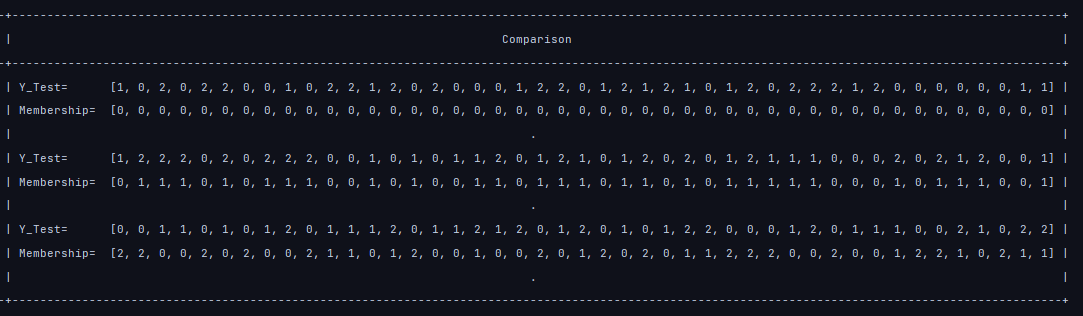 Comparison
Y_Test= [1, 0, 2, 0, 2, 2, 0, 0, 1, 0, 2, 2, 1, 2, 0, 2, 0, 0, 0, 1, 2, 2, 0, 1, 2, 1, 2, 1, 0, 1, 2, 0, 2, 2, 2, 1, 2, 0, 0, 0, 0, 0, 0, 1, 1]
Membership= [0, 0, 0, 0, 0, 0, 0, 0, 0, 0, 0, 0, 0, 0, 0, 0, 0, 0, 0, 0, 0, 0, 0, 0, 0, 0, 0, 0, 0, 0, 0, 0, 0, 0, 0, 0, 0, 0, 0, 0, 0, 0, 0, 0, 0]
.
Y_Test= [1, 2, 2, 2, 0, 2, 0, 2, 2, 2, 0, 0, 1, 0, 1, 0, 1, 1, 2, 0, 1, 2, 1, 0, 1, 2, 0, 2, 0, 1, 2, 1, 1, 1, 0, 0, 0, 2, 0, 2, 1, 2, 0, 0, 1]
Membership= [0, 1, 1, 1, 0, 1, 0, 1, 1, 1, 0, 0, 1, 0, 1, 0, 0, 1, 1, 0, 1, 1, 1, 0, 1, 1, 0, 1, 0, 1, 1, 1, 1, 1, 0, 0, 0, 1, 0, 1, 1, 1, 0, 0, 1]
.
Y_Test= [0, 0, 1, 1, 0, 1, 0, 1, 2, 0, 1, 1, 1, 2, 0, 1, 1, 2, 1, 2, 0, 1, 2, 0, 1, 0, 1, 2, 2, 0, 0, 0, 1, 2, 0, 1, 1, 1, 0, 0, 2, 1, 0, 2, 2]
Membership= [2, 2, 0, 0, 2, 0, 2, 0, 0, 2, 1, 1, 0, 1, 2, 0, 0, 1, 0, 0, 2, 0, 1, 2, 0, 2, 0, 1, 1, 2, 2, 2, 0, 0, 2, 0, 0, 1, 2, 2, 1, 0, 2, 1, 1]
.